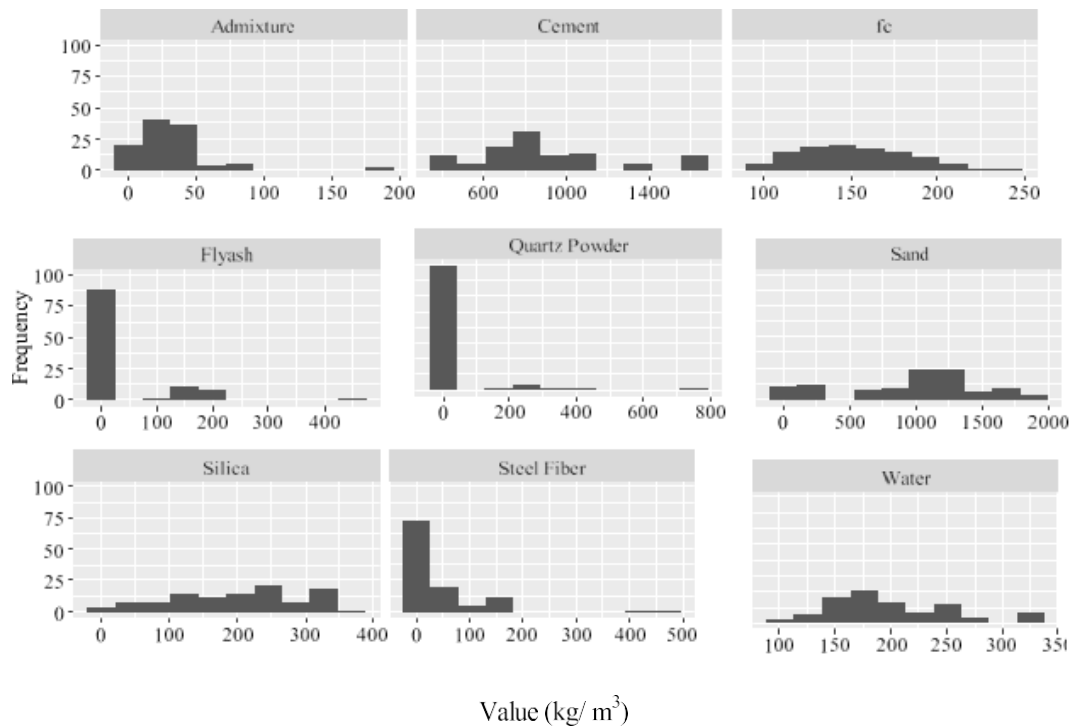 Admixture Cement fc
100
75
50
25
0
0 50 100 150 200 600 1000 1400 100 150 200 250
Flyash Quartz Powder Sand
Frequency
100
75
50
25
0
0 100 200 300 400 0 200 400 600 800 0 500 1000 1500 2000
Silica Steel Fiber Water
100
75
50
25
0
0 100 200 300 400 0 100 200 300 400 500 100 150 200 250 300 350
Value (kg/ m³)